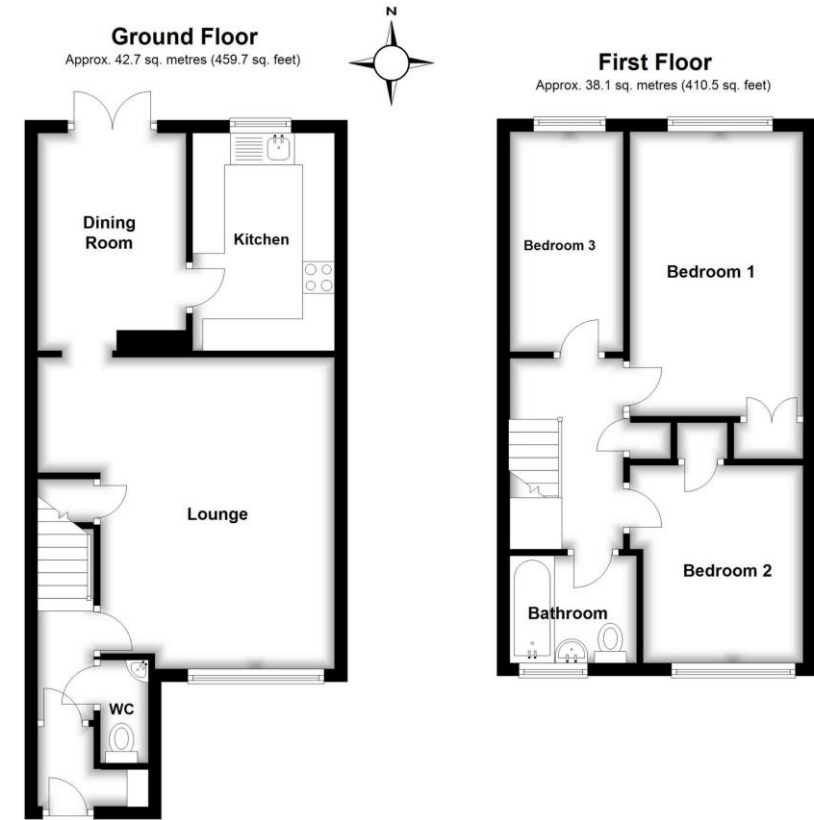 N
Ground Floor
Approx. 42.7 sq. metres (459.7 sq. feet)
Dining
Room
Kitchen
Lounge
WC
First Floor
Approx. 38.1 sq. metres (410.5 sq. feet)
Bedroom 3
Bedroom 1
Bedroom 2
Bathroom